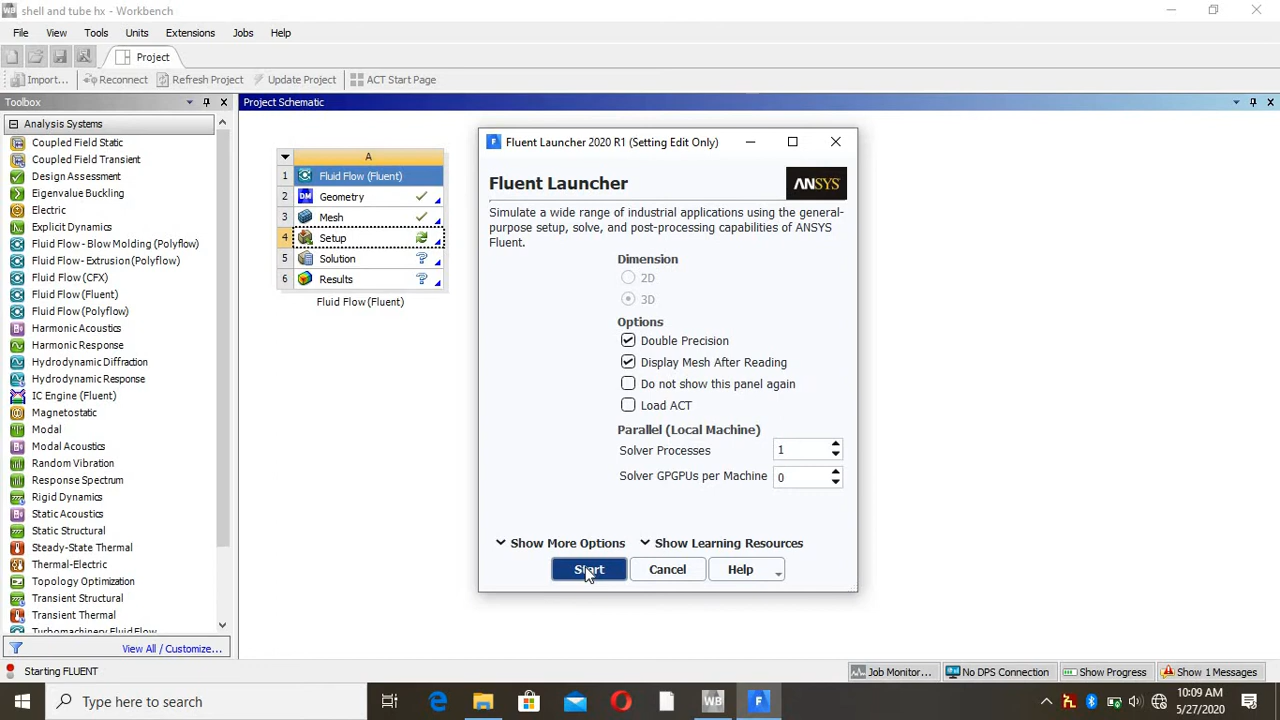 shell and tube hx - Workbench
File View Tools Units Extensions Jobs Help
Project
Import... Reconnect Refresh Project Update Project ACT Start Page
Toolbox
Project Schematic
Analysis Systems
Coupled Field Static
Coupled Field Transient
Design Assessment
Eigenvalue Buckling
Electric
Explicit Dynamics
Fluid Flow - Blow Molding (Polyflow)
Fluid Flow- Extrusion (Polyflow)
Fluid Flow (CFX)
Fluid Flow (Fluent)
Fluid Flow (Polyflow)
Harmonic Acoustics
Harmonic Response
Hydrodynamic Diffraction
Hydrodynamic Response
IC Engine (Fluent)
Magnetostatic
Modal
Modal Acoustics
Random Vibration
Response Spectrum
Rigid Dynamics
Static Acoustics
Static Structural
Steady-State Thermal
Thermal-Electric
Topology Optimization
Transient Structural
Transient Thermal
Turbomachinery Fluid Flow
View All / Customize...
A
1 Fluid Flow (Fluent)
2 DM Geometry
3 Mesh
4 Setup
5 Solution ?
6 Results ?
Fluid Flow (Fluent)
Fluent Launcher 2020 R1 (Setting Edit Only)
Fluent Launcher
ANSYS
Simulate a wide range of industrial applications using the general-
purpose setup, solve, and post-processing capabilities of ANSYS
Fluent.
Dimension
2D
3D
Options
Double Precision
Display Mesh After Reading
Do not show this panel again
Load ACT
Parallel (Local Machine)
Solver Processes 1
Solver GPGPUs per Machine 0
Show More Options Show Learning Resources
Start Cancel Help
Starting FLUENT
Job Monitor... No DPS Connection Show Progress Show 1 Messages
Type here to search
WB
F
10:09 AM
5/27/2020